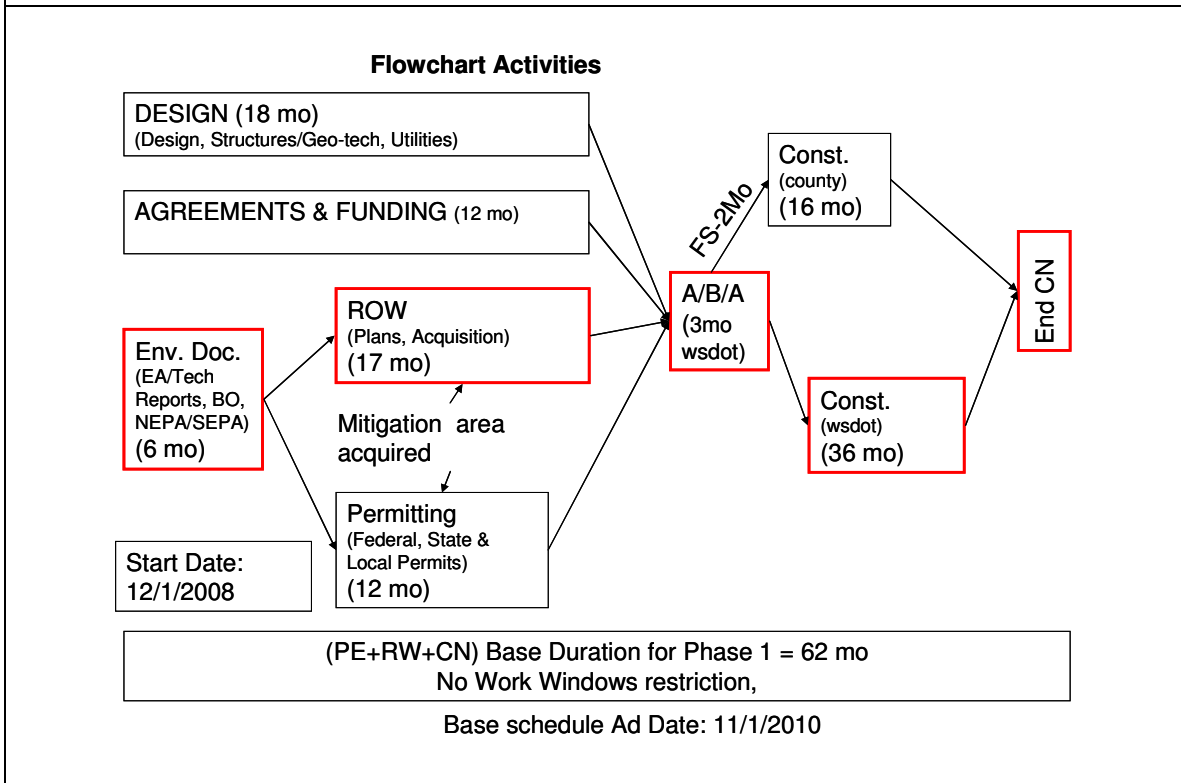 Flowchart Activities
DESIGN (18 mo)
(Design, Structures/Geo-tech, Utilities)
AGREEMENTS & FUNDING (12 mo)
Env. Doc.
(EA/Tech
Reports, BO,
NEPA/SEPA)
(6 mo)
ROW
(Plans, Acquisition)
(17 mo)
Mitigation area
acquired
Permitting
(Federal, State &
Local Permits)
(12 mo)
Start Date:
12/1/2008
A/B/A
(3mo
wsdot)
FS-2Mo
Const.
(county)
(16 mo)
Const.
(wsdot)
(36 mo)
End CN
(PE+RW+CN) Base Duration for Phase 1 = 62 mo
No Work Windows restriction,
Base schedule Ad Date: 11/1/2010